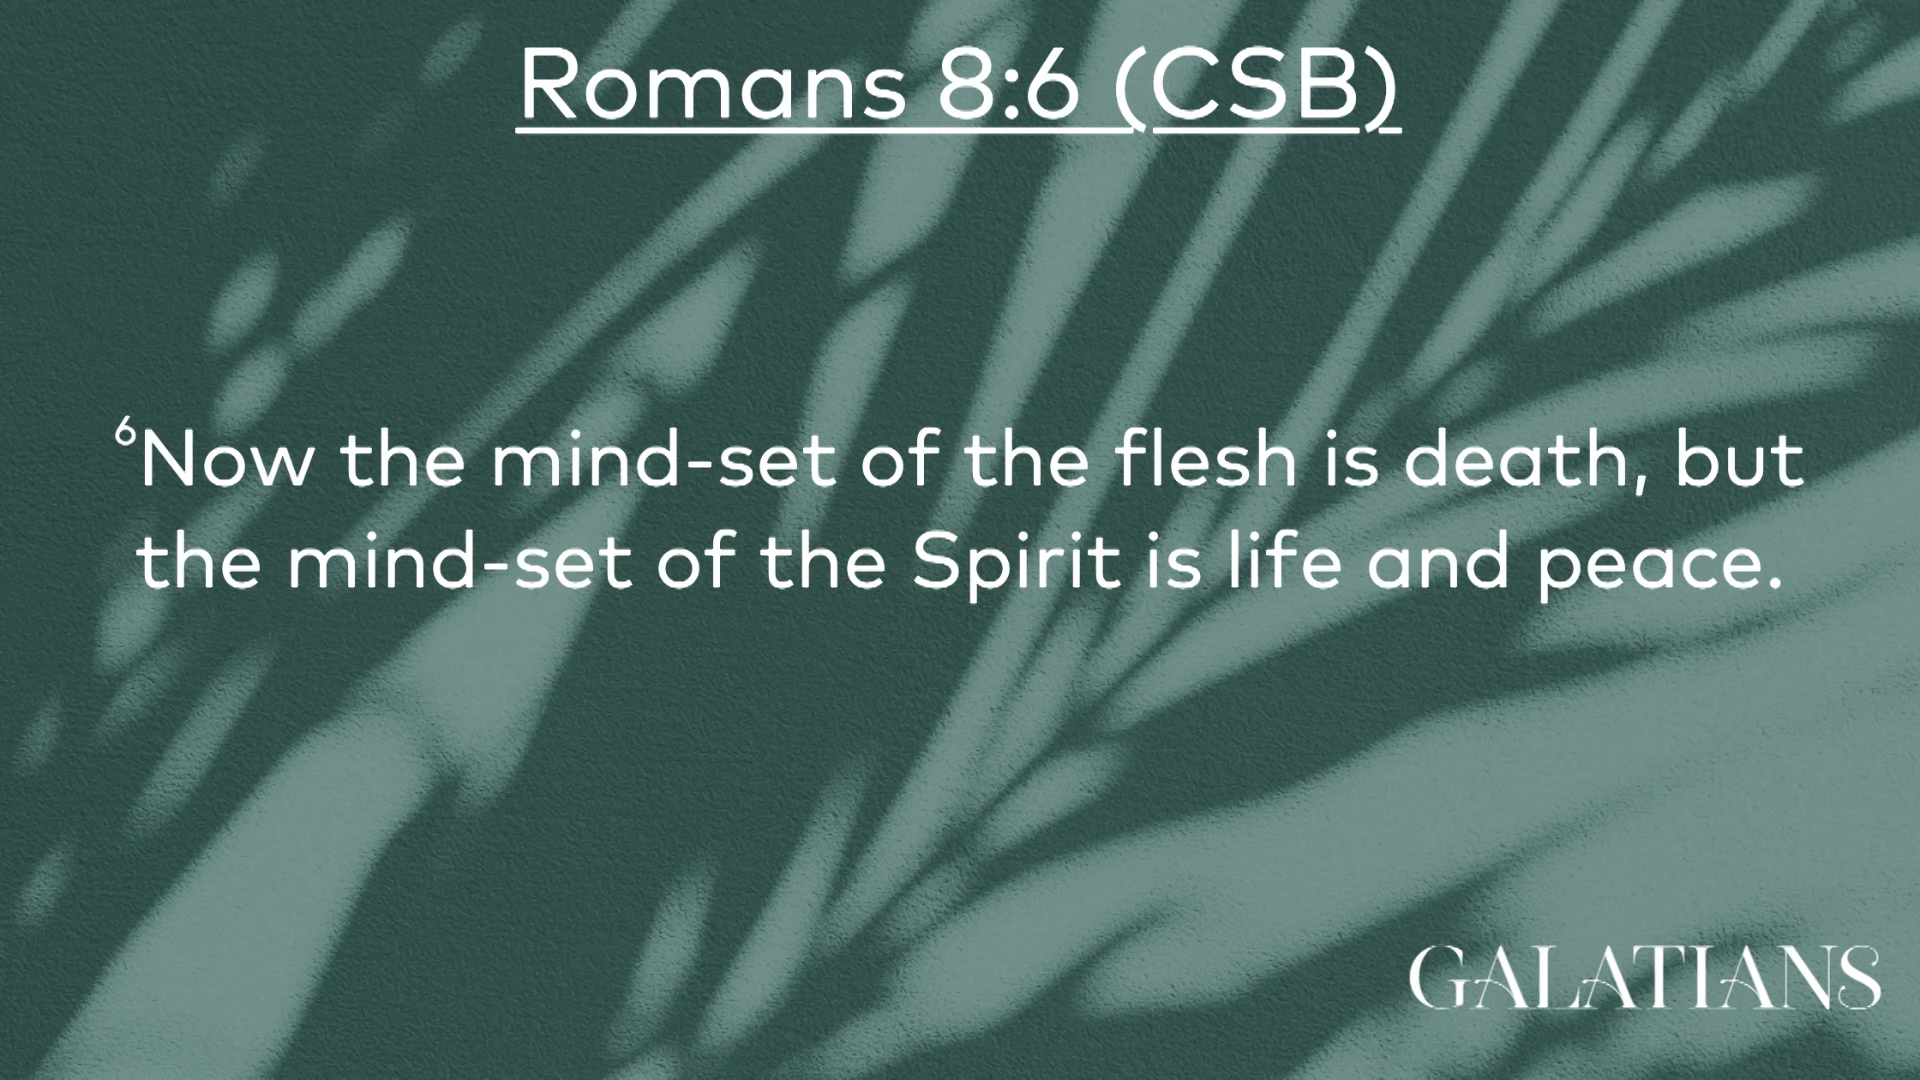 Romans 8:6 (CSB)
⁶Now the mind-set of the flesh is death, but
the mind-set of the Spirit is life and peace.
GALATIANS